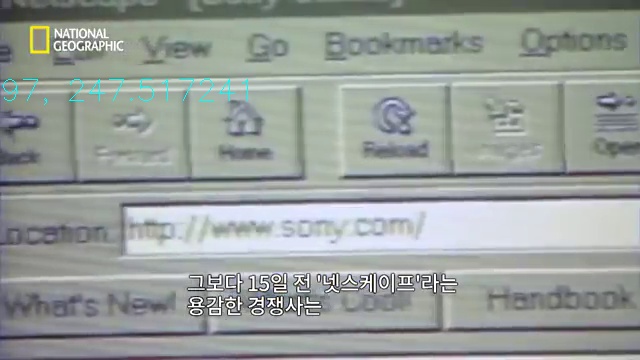 NATIONAL
GEOGRAPHIC
View Go Bookmarks Options
97, 247.517241
Back Forward Home Reload Images Open
Location: http://www.sony.com/
What's New! Cool! Handbook
그보다 15일 전 '넷스케이프'라는
용감한 경쟁사는